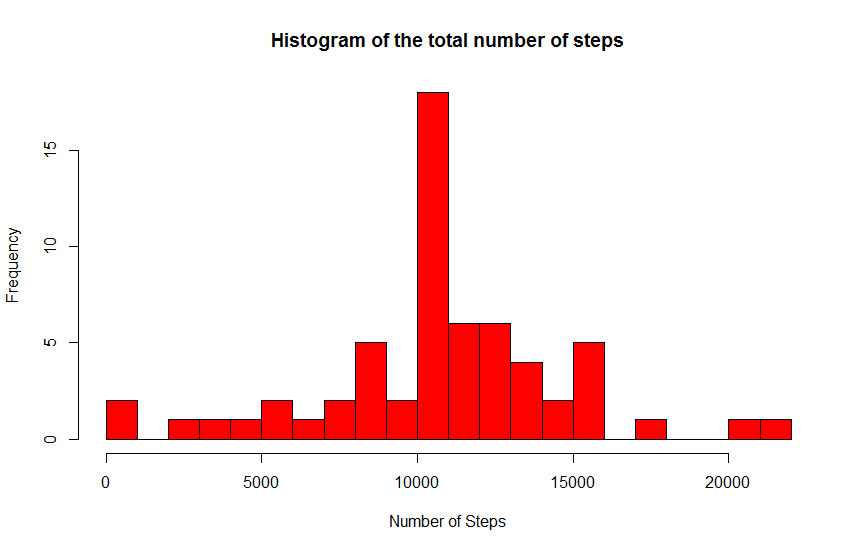 Histogram of the total number of steps
15
10
5
0
Frequency
0 5000 10000 15000 20000
Number of Steps